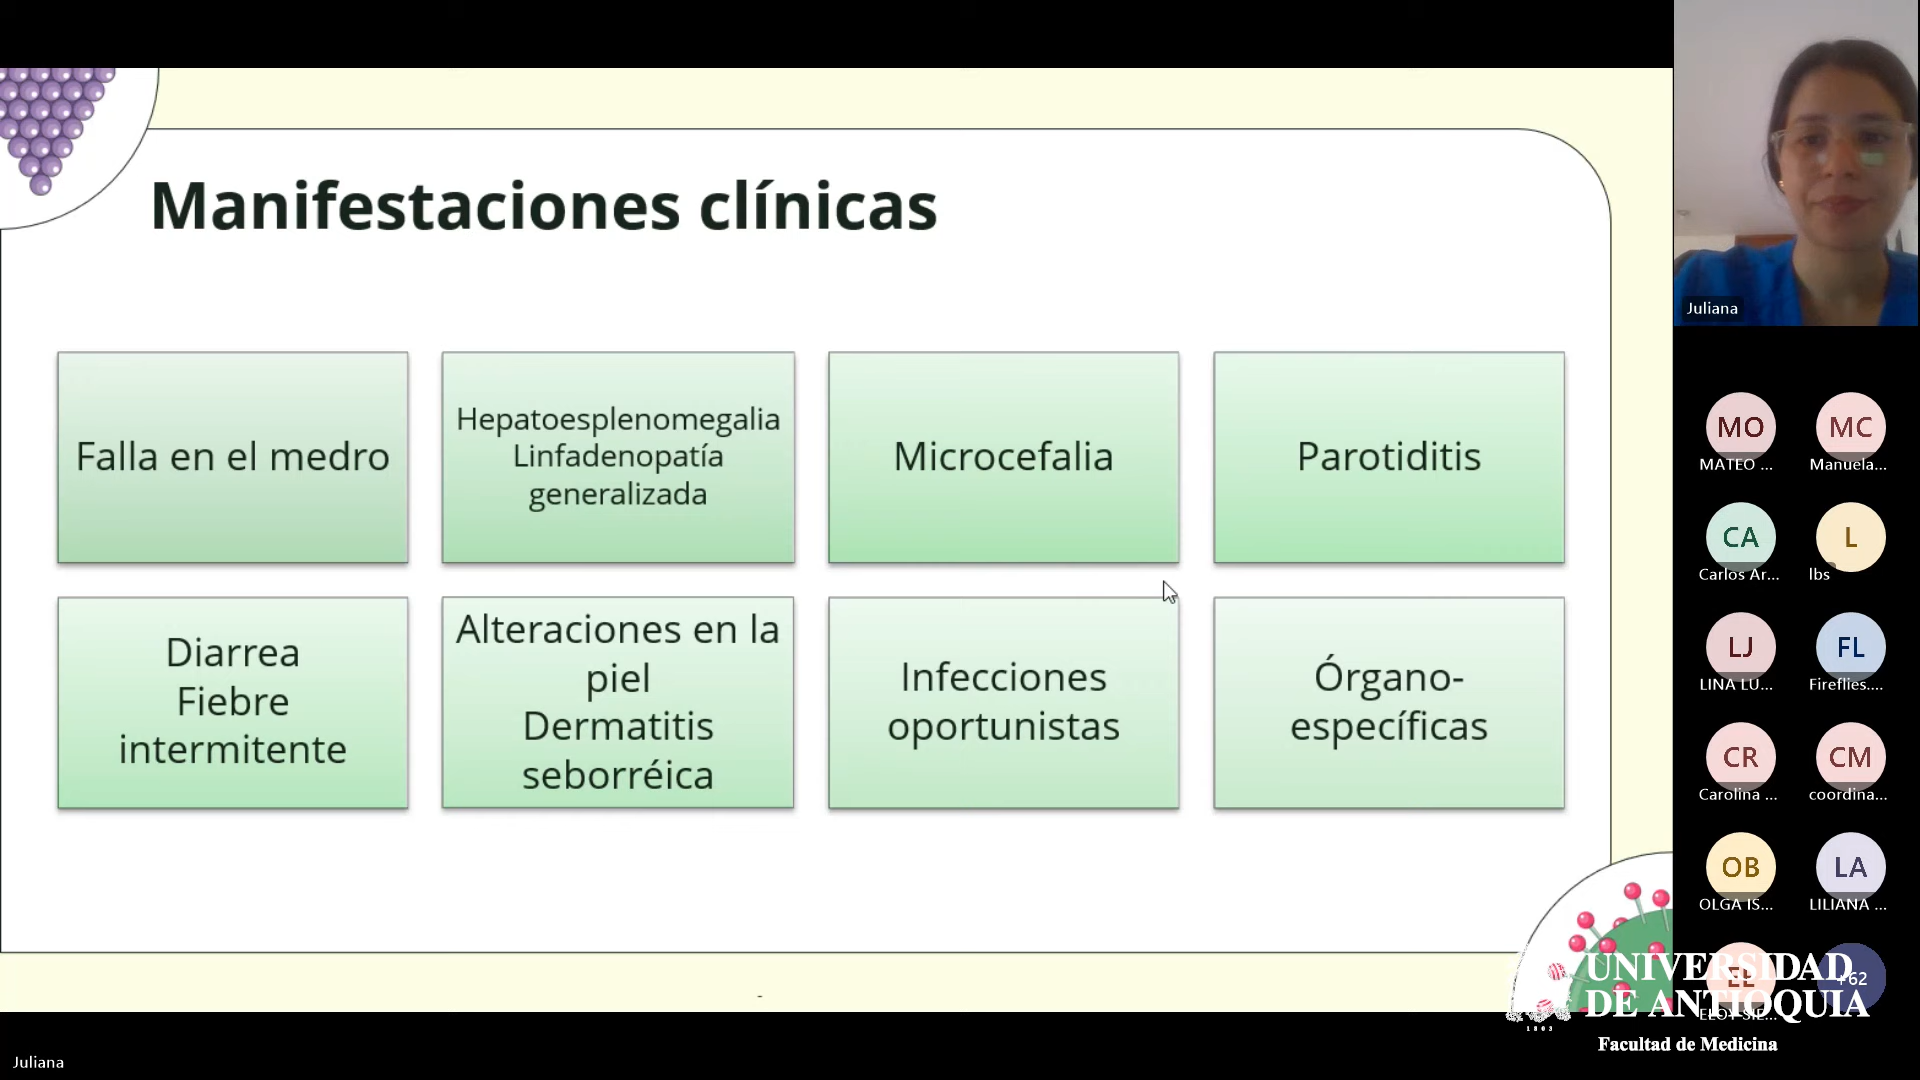 Manifestaciones clínicas
Falla en el medro
Hepatoesplenomegalia
Linfadenopatía
generalizada
Microcefalia
Parotiditis
Diarrea
Fiebre
intermitente
Alteraciones en la
piel
Dermatitis
seborréica
Infecciones
oportunistas
Órgano-
específicas
Juliana
MO
MC
MATEO ...
Manuela...
CA
L
Carlos Ar...
lbs
LJ
FL
LINA LU...
Fireflies....
CR
CM
Carolina ...
coordina...
OB
LA
OLGA IS...
LILIANA ...
+62
UNIVERSIDAD
DE ANTIOQUIA
1803
Facultad de Medicina
Juliana